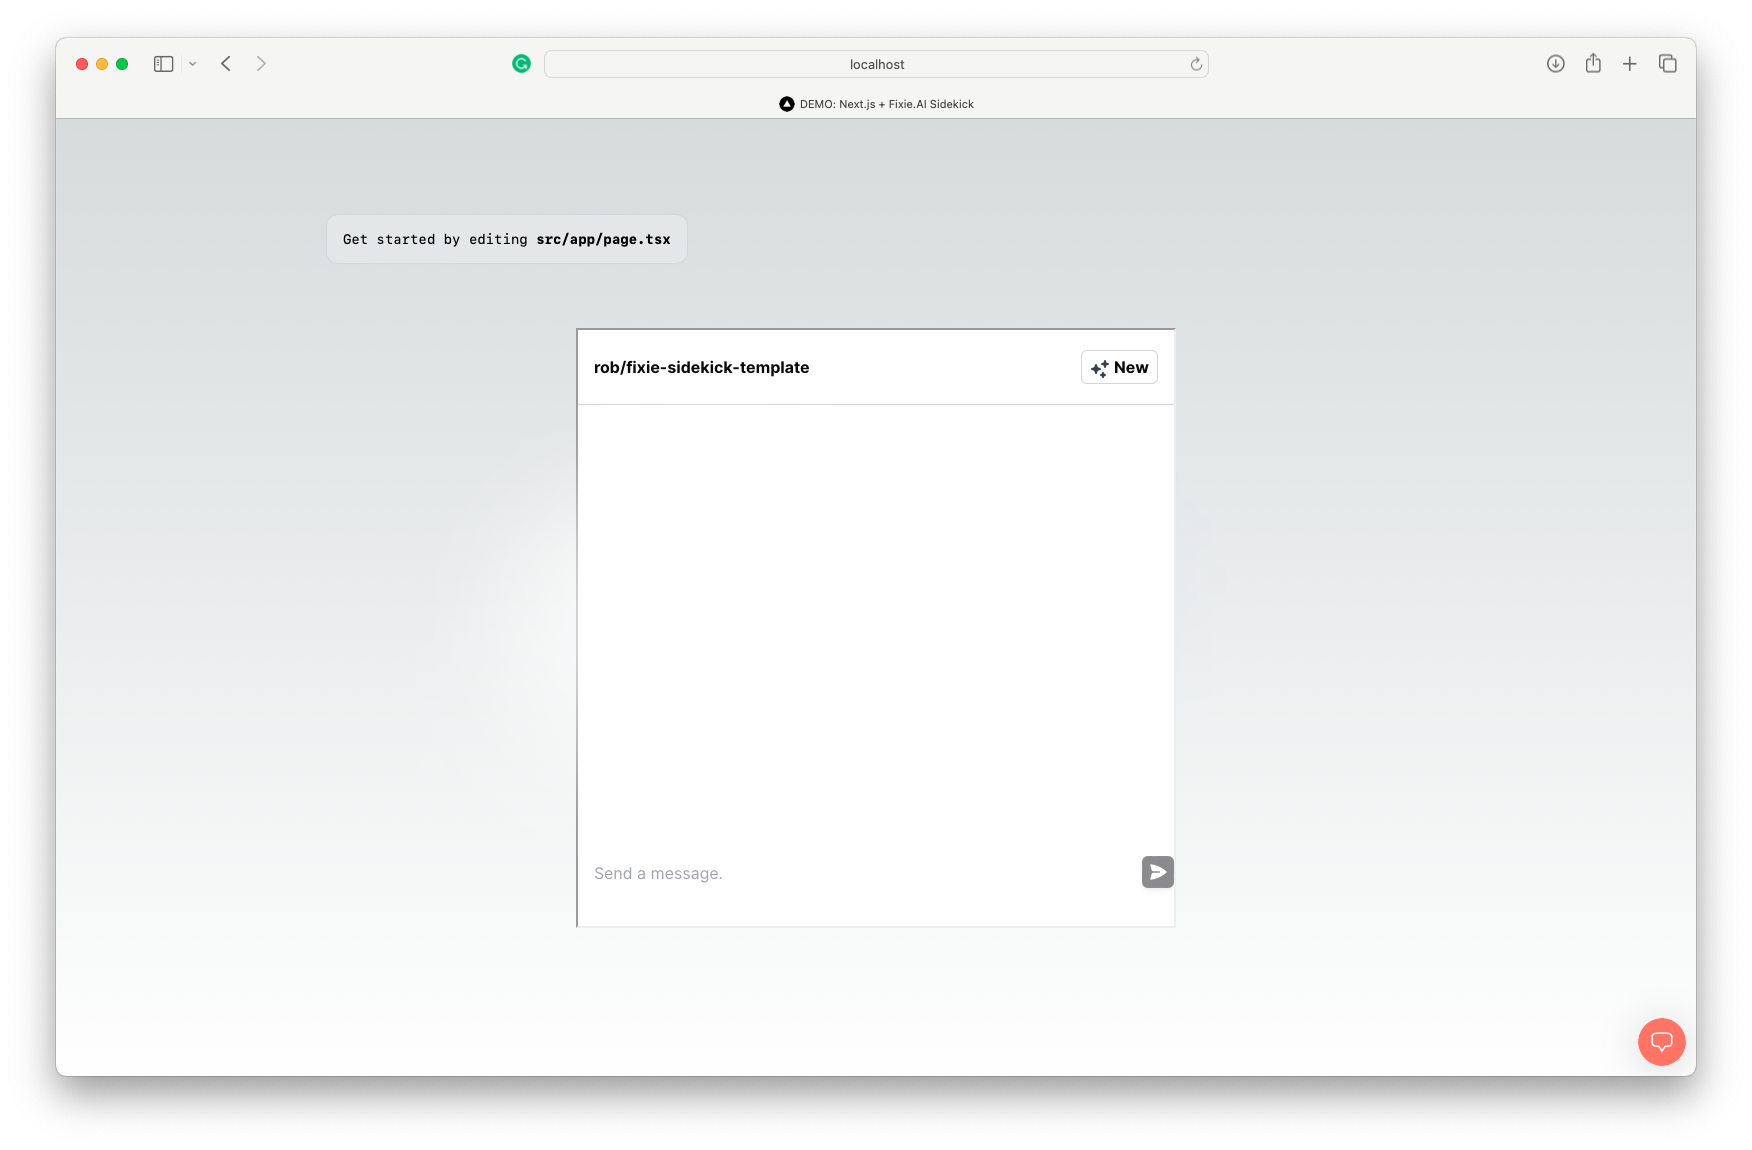 localhost
DEMO: Next.js + Fixie.AI Sidekick
Get started by editing src/app/page.tsx
rob/fixie-sidekick-template
New
Send a message.